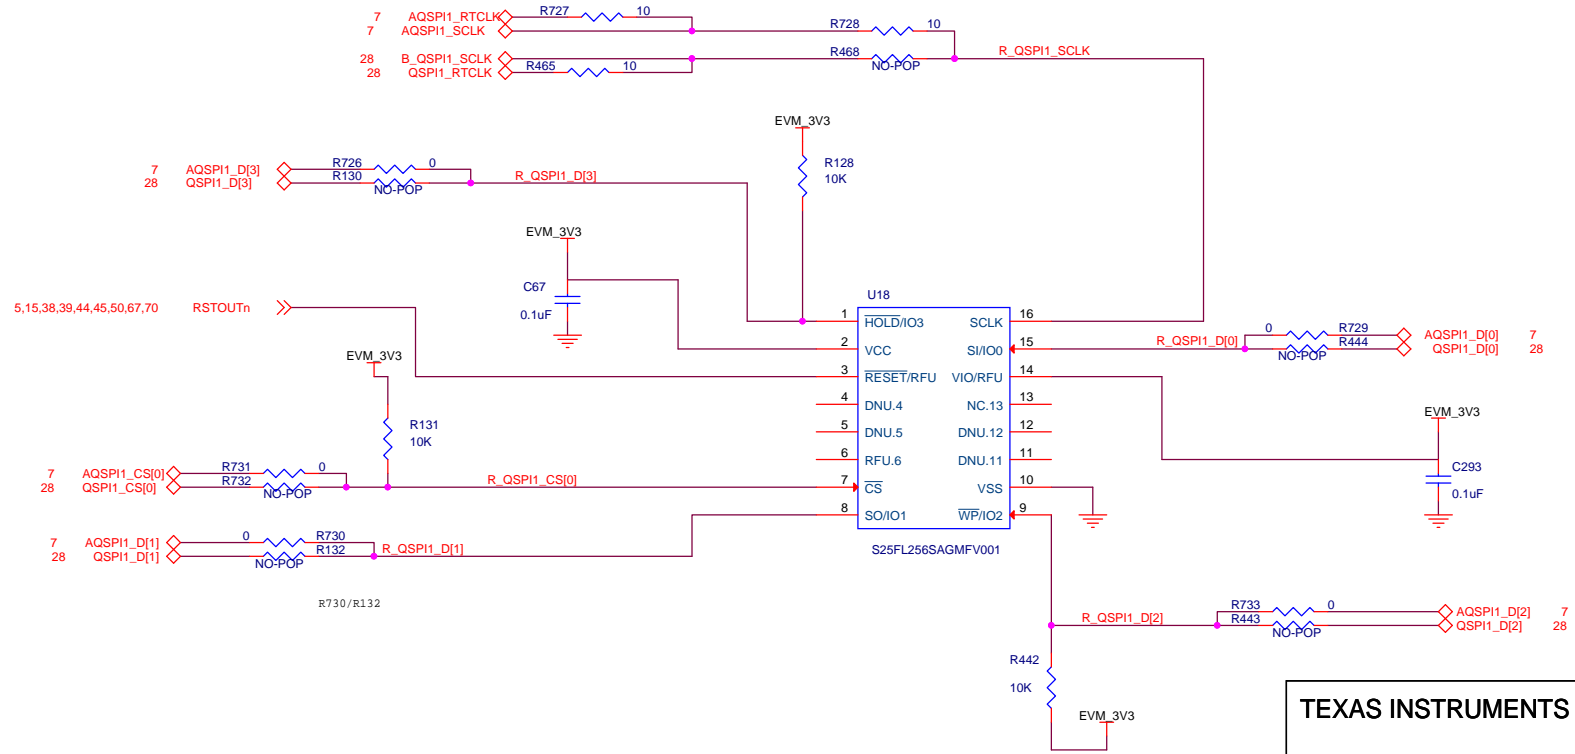 7 AQSPI1_RTCLK R727 10
7 AQSPI1_SCLK R728 10
28 B_QSPI1_SCLK R468 NO-POP R_QSPI1_SCLK
28 QSPI1_RTCLK R465 10
EVM_3V3
R128
10K
7 AQSPI1_D[3] R726 0
28 QSPI1_D[3] R130 NO-POP R_QSPI1_D[3]
EVM_3V3
C67
0.1uF
5,15,38,39,44,45,50,67,70 RSTOUTn
U18
1 HOLD/IO3 SCLK 16
2 VCC SI/IO0 15
3 RESET/RFU VIO/RFU 14
4 DNU.4 NC.13 13
5 DNU.5 DNU.12 12
6 RFU.6 DNU.11 11
7 CS VSS 10
8 SO/IO1 WP/IO2 9
S25FL256SAGMFV001
R_QSPI1_D[0] 0 R729 AQSPI1_D[0] 7
NO-POP R444 QSPI1_D[0] 28
EVM_3V3
R131
10K
EVM_3V3
C293
0.1uF
7 AQSPI1_CS[0] R731 0
28 QSPI1_CS[0] R732 NO-POP R_QSPI1_CS[0]
7 AQSPI1_D[1] 0 R730
28 QSPI1_D[1] NO-POP R132 R_QSPI1_D[1]
R730/R132
R733 0 AQSPI1_D[2] 7
R_QSPI1_D[2] R443 NO-POP QSPI1_D[2] 28
R442
10K
EVM_3V3
TEXAS INSTRUMENTS